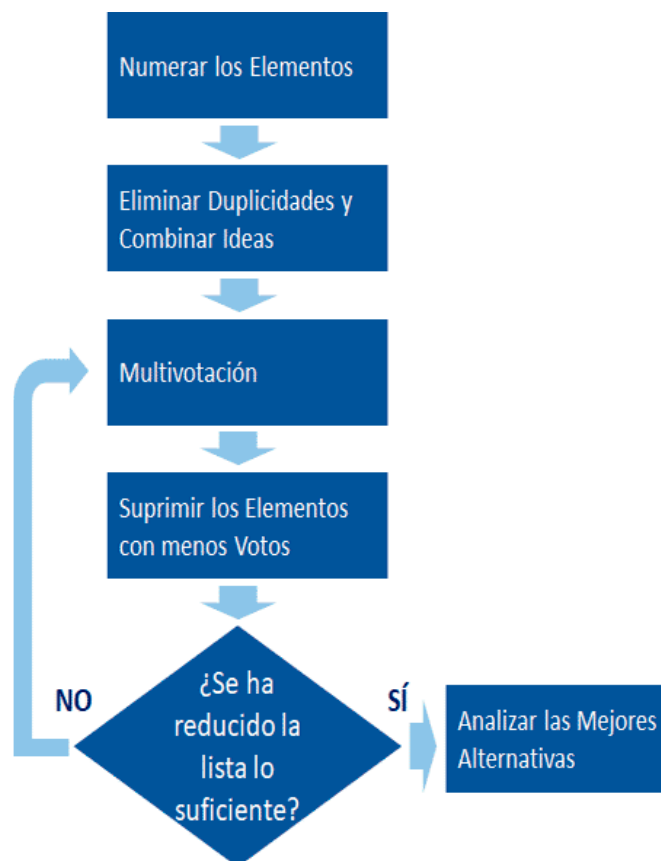 Numerar los Elementos
Eliminar Duplicidades y
Combinar Ideas
Multivotación
Suprimir los Elementos
con menos Votos
¿Se ha
reducido la
lista lo
suficiente?
NO
SÍ
Analizar las Mejores
Alternativas